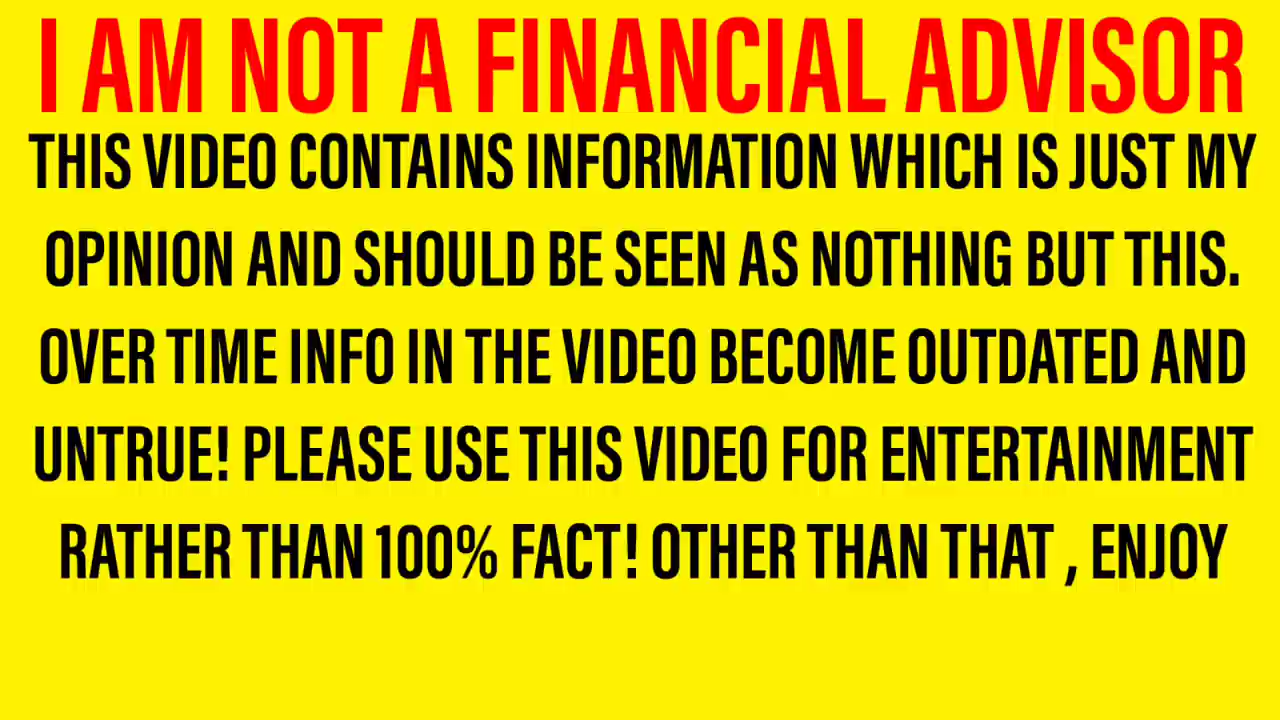 I AM NOT A FINANCIAL ADVISOR
THIS VIDEO CONTAINS INFORMATION WHICH IS JUST MY
OPINION AND SHOULD BE SEEN AS NOTHING BUT THIS.
OVER TIME INFO IN THE VIDEO BECOME OUTDATED AND
UNTRUE! PLEASE USE THIS VIDEO FOR ENTERTAINMENT
RATHER THAN 100% FACT! OTHER THAN THAT , ENJOY